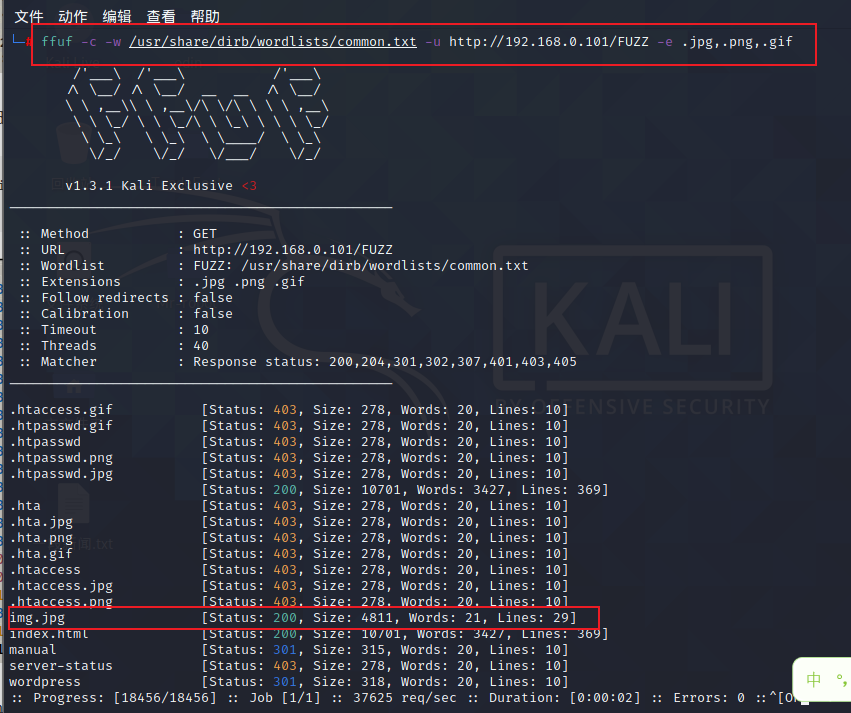 文件 动作 编辑 查看 帮助
ffuf -c -w /usr/share/dirb/wordlists/common.txt -u http://192.168.0.101/FUZZ -e .jpg,.png,.gif
v1.3.1 Kali Exclusive <3
:: Method : GET
:: URL : http://192.168.0.101/FUZZ
:: Wordlist : FUZZ: /usr/share/dirb/wordlists/common.txt
:: Extensions : .jpg .png .gif
:: Follow redirects : false
:: Calibration : false
:: Timeout : 10
:: Threads : 40
:: Matcher : Response status: 200,204,301,302,307,401,403,405
KALI
BY OFFENSIVE SECURITY
.htaccess.gif [Status: 403, Size: 278, Words: 20, Lines: 10]
.htpasswd.gif [Status: 403, Size: 278, Words: 20, Lines: 10]
.htpasswd [Status: 403, Size: 278, Words: 20, Lines: 10]
.htpasswd.png [Status: 403, Size: 278, Words: 20, Lines: 10]
.htpasswd.jpg [Status: 403, Size: 278, Words: 20, Lines: 10]
[Status: 200, Size: 10701, Words: 3427, Lines: 369]
.hta [Status: 403, Size: 278, Words: 20, Lines: 10]
.hta.jpg [Status: 403, Size: 278, Words: 20, Lines: 10]
.hta.png [Status: 403, Size: 278, Words: 20, Lines: 10]
.hta.gif [Status: 403, Size: 278, Words: 20, Lines: 10]
.htaccess [Status: 403, Size: 278, Words: 20, Lines: 10]
.htaccess.jpg [Status: 403, Size: 278, Words: 20, Lines: 10]
.htaccess.png [Status: 403, Size: 278, Words: 20, Lines: 10]
img.jpg [Status: 200, Size: 4811, Words: 21, Lines: 29]
index.html [Status: 200, Size: 10701, Words: 3427, Lines: 369]
manual [Status: 301, Size: 315, Words: 20, Lines: 10]
server-status [Status: 403, Size: 278, Words: 20, Lines: 10]
wordpress [Status: 301, Size: 318, Words: 20, Lines: 10]
:: Progress: [18456/18456] :: Job [1/1] :: 37625 req/sec :: Duration: [0:00:02] :: Errors: 0 ::^[O
中 °,